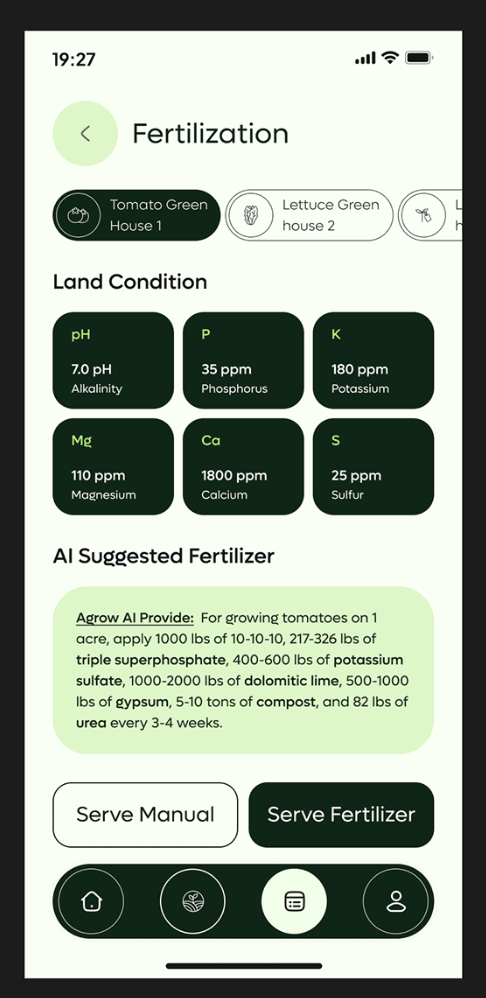 19:27
Fertilization
Tomato Green
House 1
Lettuce Green
house 2
L
h
Land Condition
pH
7.0 pH
Alkalinity
P
35 ppm
Phosphorus
K
180 ppm
Potassium
Mg
110 ppm
Magnesium
Ca
1800 ppm
Calcium
S
25 ppm
Sulfur
AI Suggested Fertilizer
Agrow AI Provide: For growing tomatoes on 1
acre, apply 1000 lbs of 10-10-10, 217-326 lbs of
triple superphosphate, 400-600 lbs of potassium
sulfate, 1000-2000 lbs of dolomitic lime, 500-1000
lbs of gypsum, 5-10 tons of compost, and 82 lbs of
urea every 3-4 weeks.
Serve Manual
Serve Fertilizer